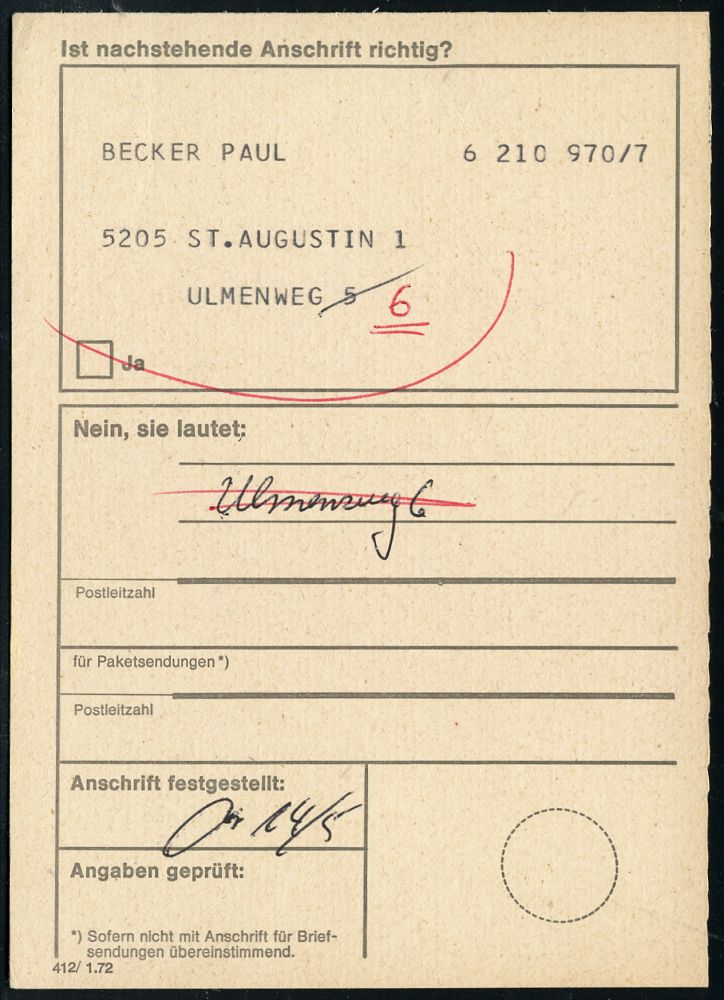 Ist nachstehende Anschrift richtig?
BECKER PAUL 6 210 970/7
5205 ST.AUGUSTIN 1
ULMENWEG 5 6
Ja
Nein, sie lautet:
Ulmenweg 6
Postleitzahl
für Paketsendungen *)
Postleitzahl
Anschrift festgestellt:
14/5
Angaben geprüft:
*) Sofern nicht mit Anschrift für Brief-
sendungen übereinstimmend.
412/ 1.72